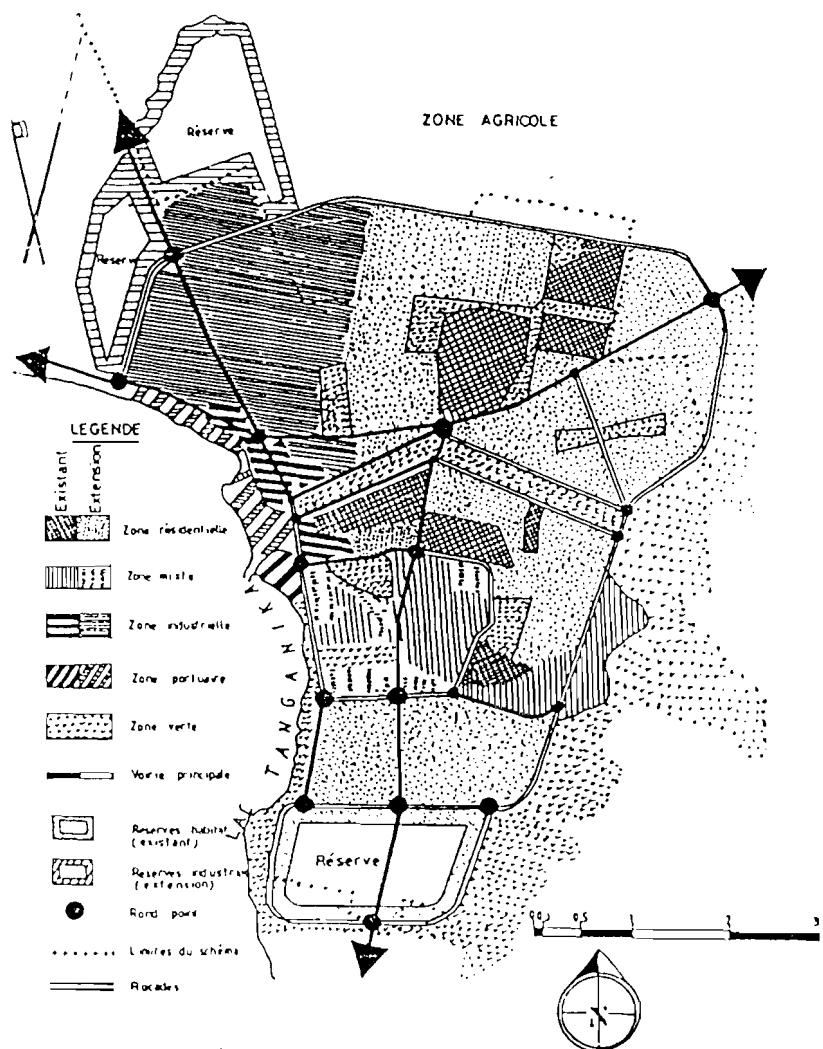 ZONE AGRICOLE
Réserve
Réserve
LEGENDE
Existant
Extension
Zone résidentielle
Zone mixte
Zone industrielle
Zone portuaire
Zone verte
Voirie principale
Réserves habitat
(existant)
Réserves industrie
(extension)
Rond point
Limites du schéma
Rocades
LAC TANGANIKA
Réserve
0,5
1
2
3
N